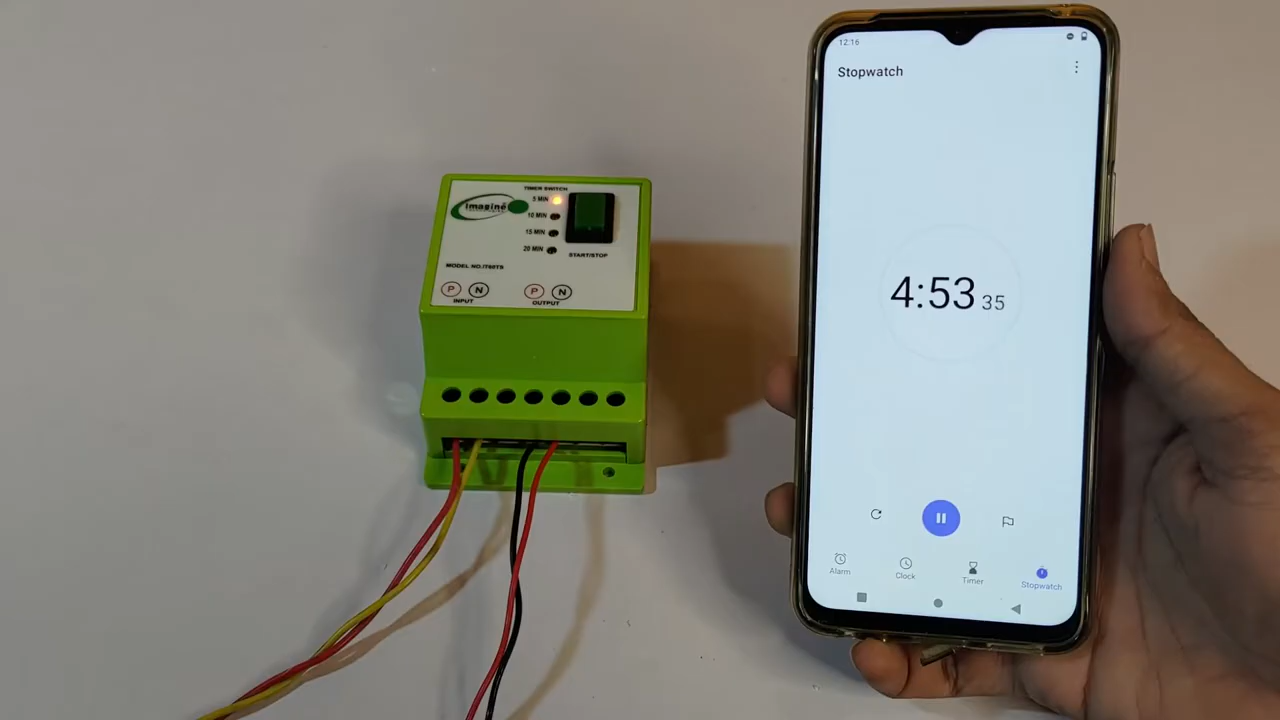 TIMER SWITCH
imagine
5 MIN
10 MIN
15 MIN
20 MIN
START/STOP
MODEL NO.IT65TS
P N P N
INPUT OUTPUT
12:16
Stopwatch
4:53 35
Alarm Clock Timer Stopwatch